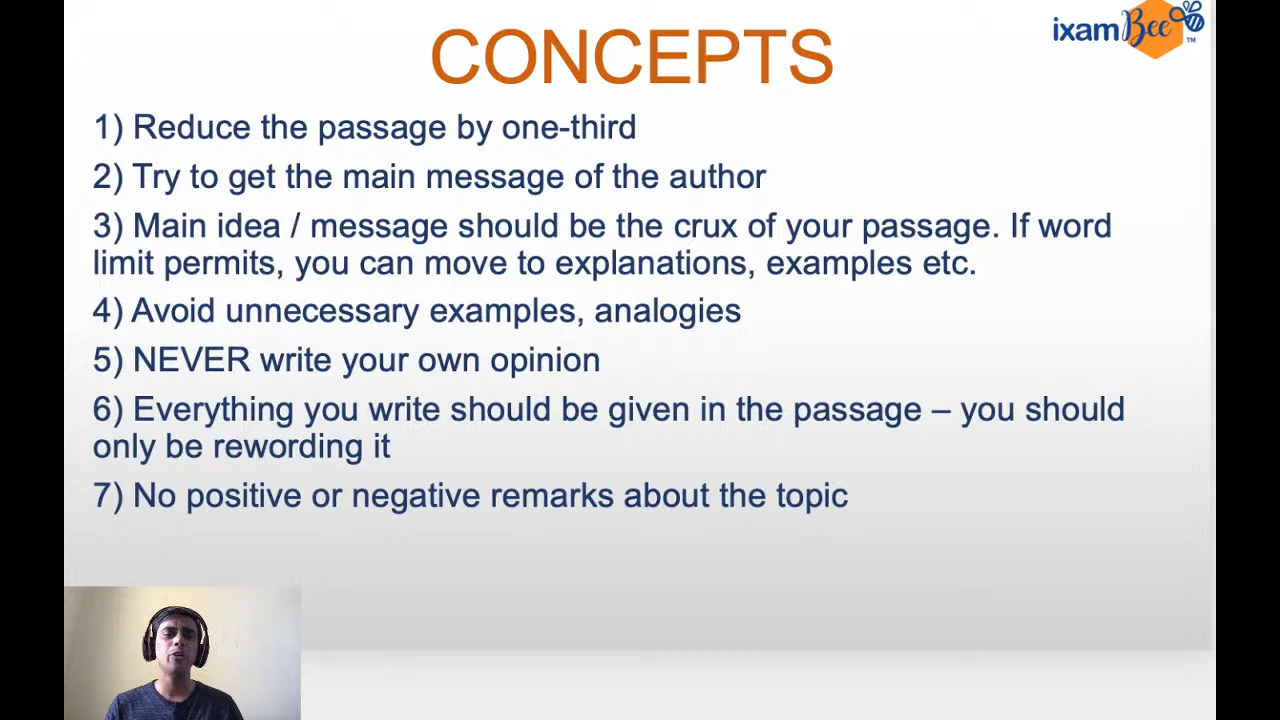 CONCEPTS
ixamBee
TM
1) Reduce the passage by one-third
2) Try to get the main message of the author
3) Main idea / message should be the crux of your passage. If word
limit permits, you can move to explanations, examples etc.
4) Avoid unnecessary examples, analogies
5) NEVER write your own opinion
6) Everything you write should be given in the passage – you should
only be rewording it
7) No positive or negative remarks about the topic